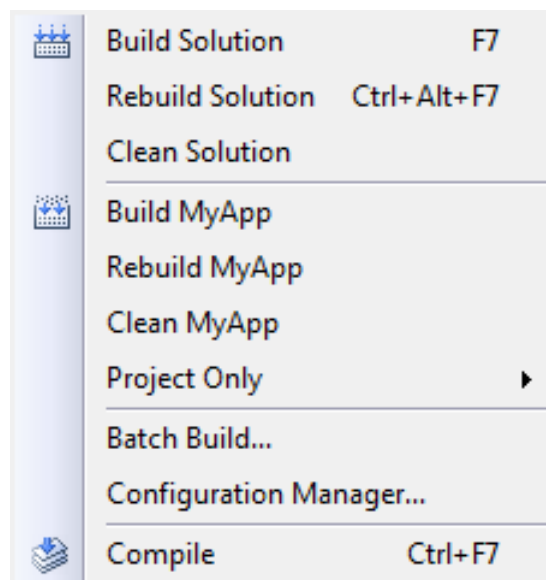 Build Solution F7
Rebuild Solution Ctrl+Alt+F7
Clean Solution
Build MyApp
Rebuild MyApp
Clean MyApp
Project Only
Batch Build...
Configuration Manager...
Compile Ctrl+F7